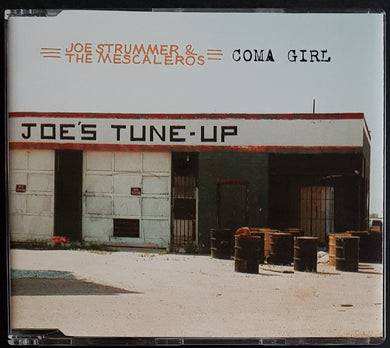 JOE STRUMMER &
THE MESCALEROS
COMA GIRL
JOE'S TUNE-UP